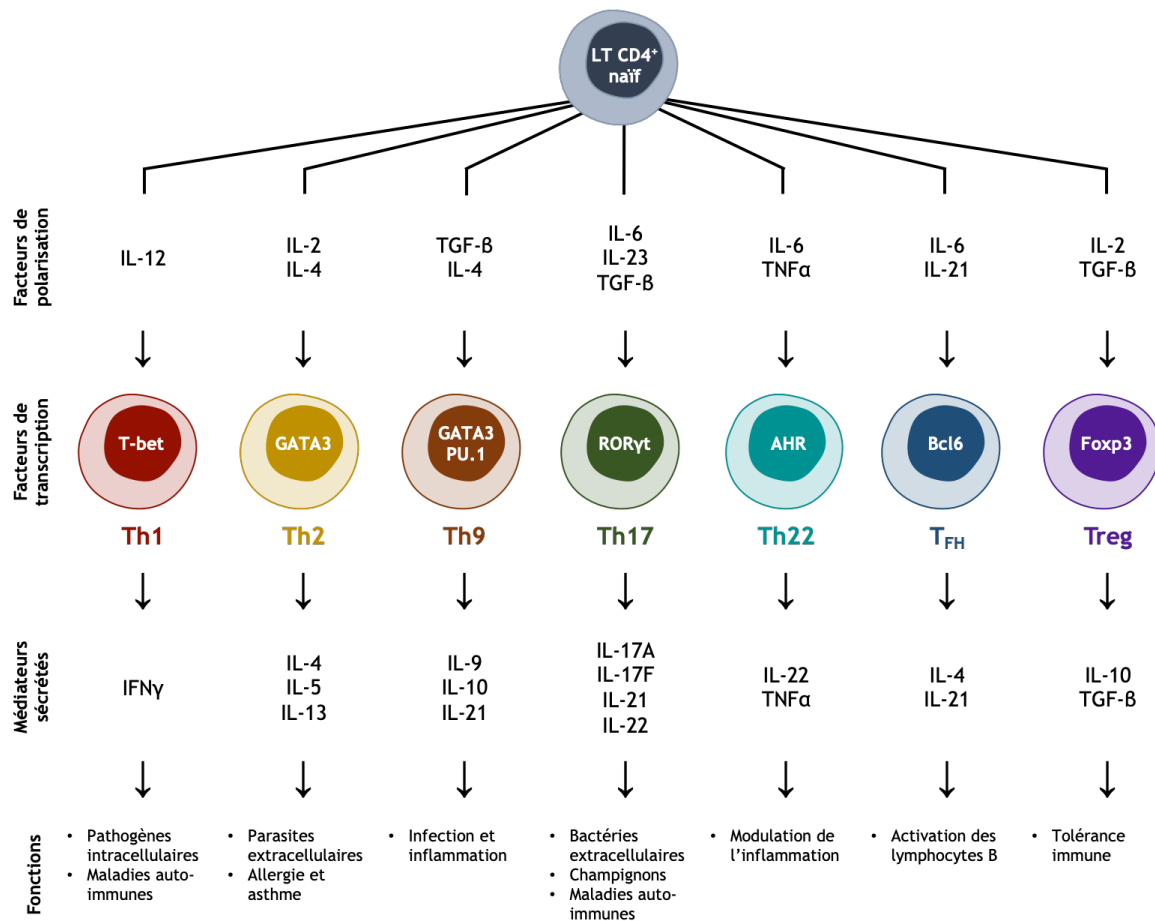 LT CD4⁺
naïf
Facteurs de
polarisation
IL-12
IL-2
IL-4
TGF-β
IL-4
IL-6
IL-23
TGF-β
IL-6
TNFα
IL-6
IL-21
IL-2
TGF-β
Facteurs de
transcription
T-bet
GATA3
GATA3
PU.1
RORγt
AHR
Bcl6
Foxp3
Th1
Th2
Th9
Th17
Th22
TFH
Treg
Médiateurs
sécrétés
IFNγ
IL-4
IL-5
IL-13
IL-9
IL-10
IL-21
IL-17A
IL-17F
IL-21
IL-22
IL-22
TNFα
IL-4
IL-21
IL-10
TGF-β
Fonctions
• Pathogènes
intracellulaires
• Maladies auto-
immunes
• Parasites
extracellulaires
• Allergie et
asthme
• Infection et
inflammation
• Bactéries
extracellulaires
• Champignons
• Maladies auto-
immunes
• Modulation de
l'inflammation
• Activation des
lymphocytes B
• Tolérance
immune